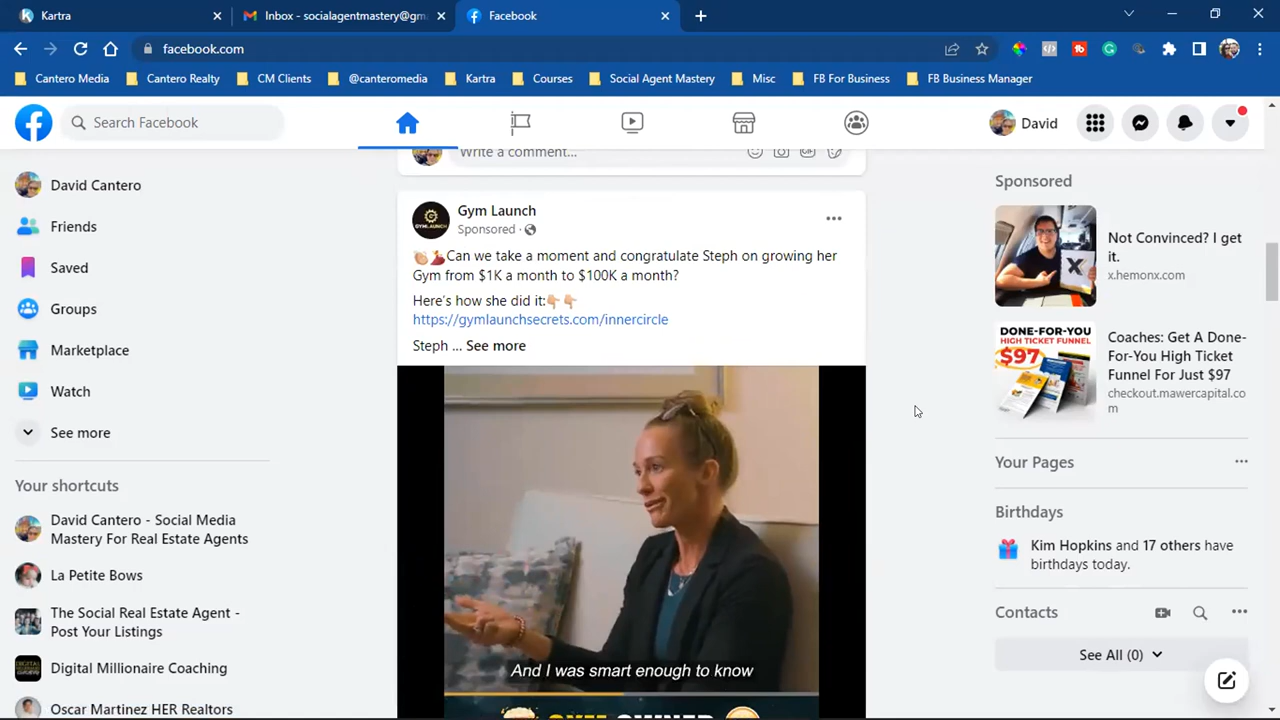 Kartra
Inbox - socialagentmastery@gm
Facebook
facebook.com
Cantero Media
Cantero Realty
CM Clients
@canteromedia
Kartra
Courses
Social Agent Mastery
Misc
FB For Business
FB Business Manager
Search Facebook
David
David Cantero
Friends
Saved
Groups
Marketplace
Watch
See more
Your shortcuts
David Cantero - Social Media
Mastery For Real Estate Agents
La Petite Bows
The Social Real Estate Agent -
Post Your Listings
Digital Millionaire Coaching
Oscar Martinez HER Realtors
Write a comment...
Gym Launch
Sponsored ·
Can we take a moment and congratulate Steph on growing her
Gym from $1K a month to $100K a month?
Here's how she did it:
https://gymlaunchsecrets.com/innercircle
Steph ... See more
And I was smart enough to know
GYM OWNER
Sponsored
Not Convinced? I get
it.
x.hemonx.com
DONE-FOR-YOU
HIGH TICKET FUNNEL
$97
Coaches: Get A Done-
For-You High Ticket
Funnel For Just $97
checkout.mawercapital.co
m
Your Pages
Birthdays
Kim Hopkins and 17 others have
birthdays today.
Contacts
See All (0)